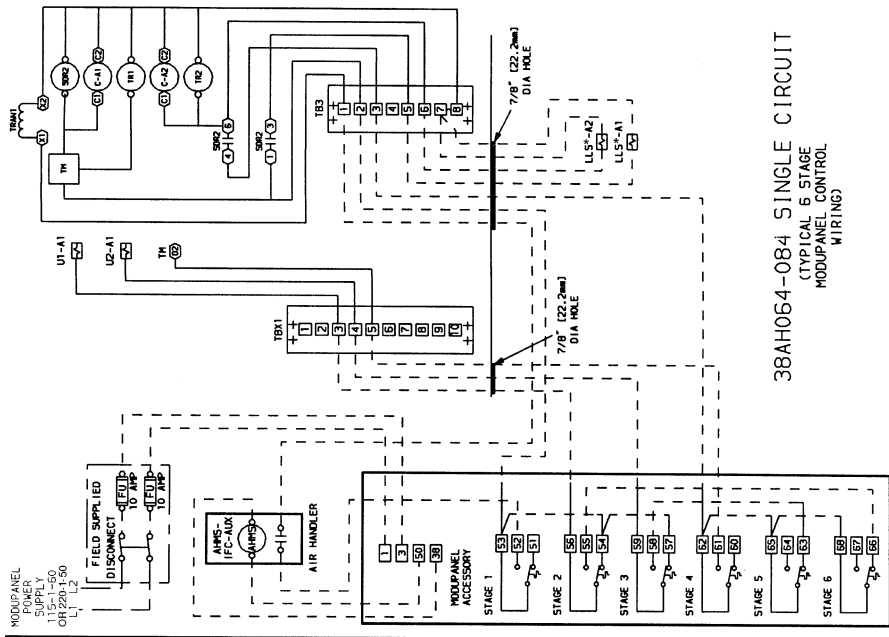 MODUPANEL
POWER
SUPPLY
115-1-60
OR 220-1-50
L1 L2
FIELD SUPPLIED
DISCONNECT
FU
10 AMP
FU
10 AMP
AHMS-
IFC-AUX
AHMS
AIR HANDLER
1
3
50
38
MODUPANEL
ACCESSORY
STAGE 1
53
52
51
STAGE 2
56
55
54
STAGE 3
59
58
57
STAGE 4
62
61
60
STAGE 5
65
64
63
STAGE 6
68
67
66
U1-A1
U2-A1
TM
D2
TBX1
1
2
3
4
5
6
7
8
9
10
7/8" [22.2mm]
DIA HOLE
TRAN1
X1
X2
TM
SDR2
C1
C-A1
C2
TR1
C1
C-A2
C2
TR2
SDR2
4
6
SDR2
1
3
TB3
1
2
3
4
5
6
7
8
7/8" [22.2mm]
DIA HOLE
LLS*-A2
LLS*-A1
38AH064-084 SINGLE CIRCUIT
(TYPICAL 6 STAGE
MODUPANEL CONTROL
WIRING)